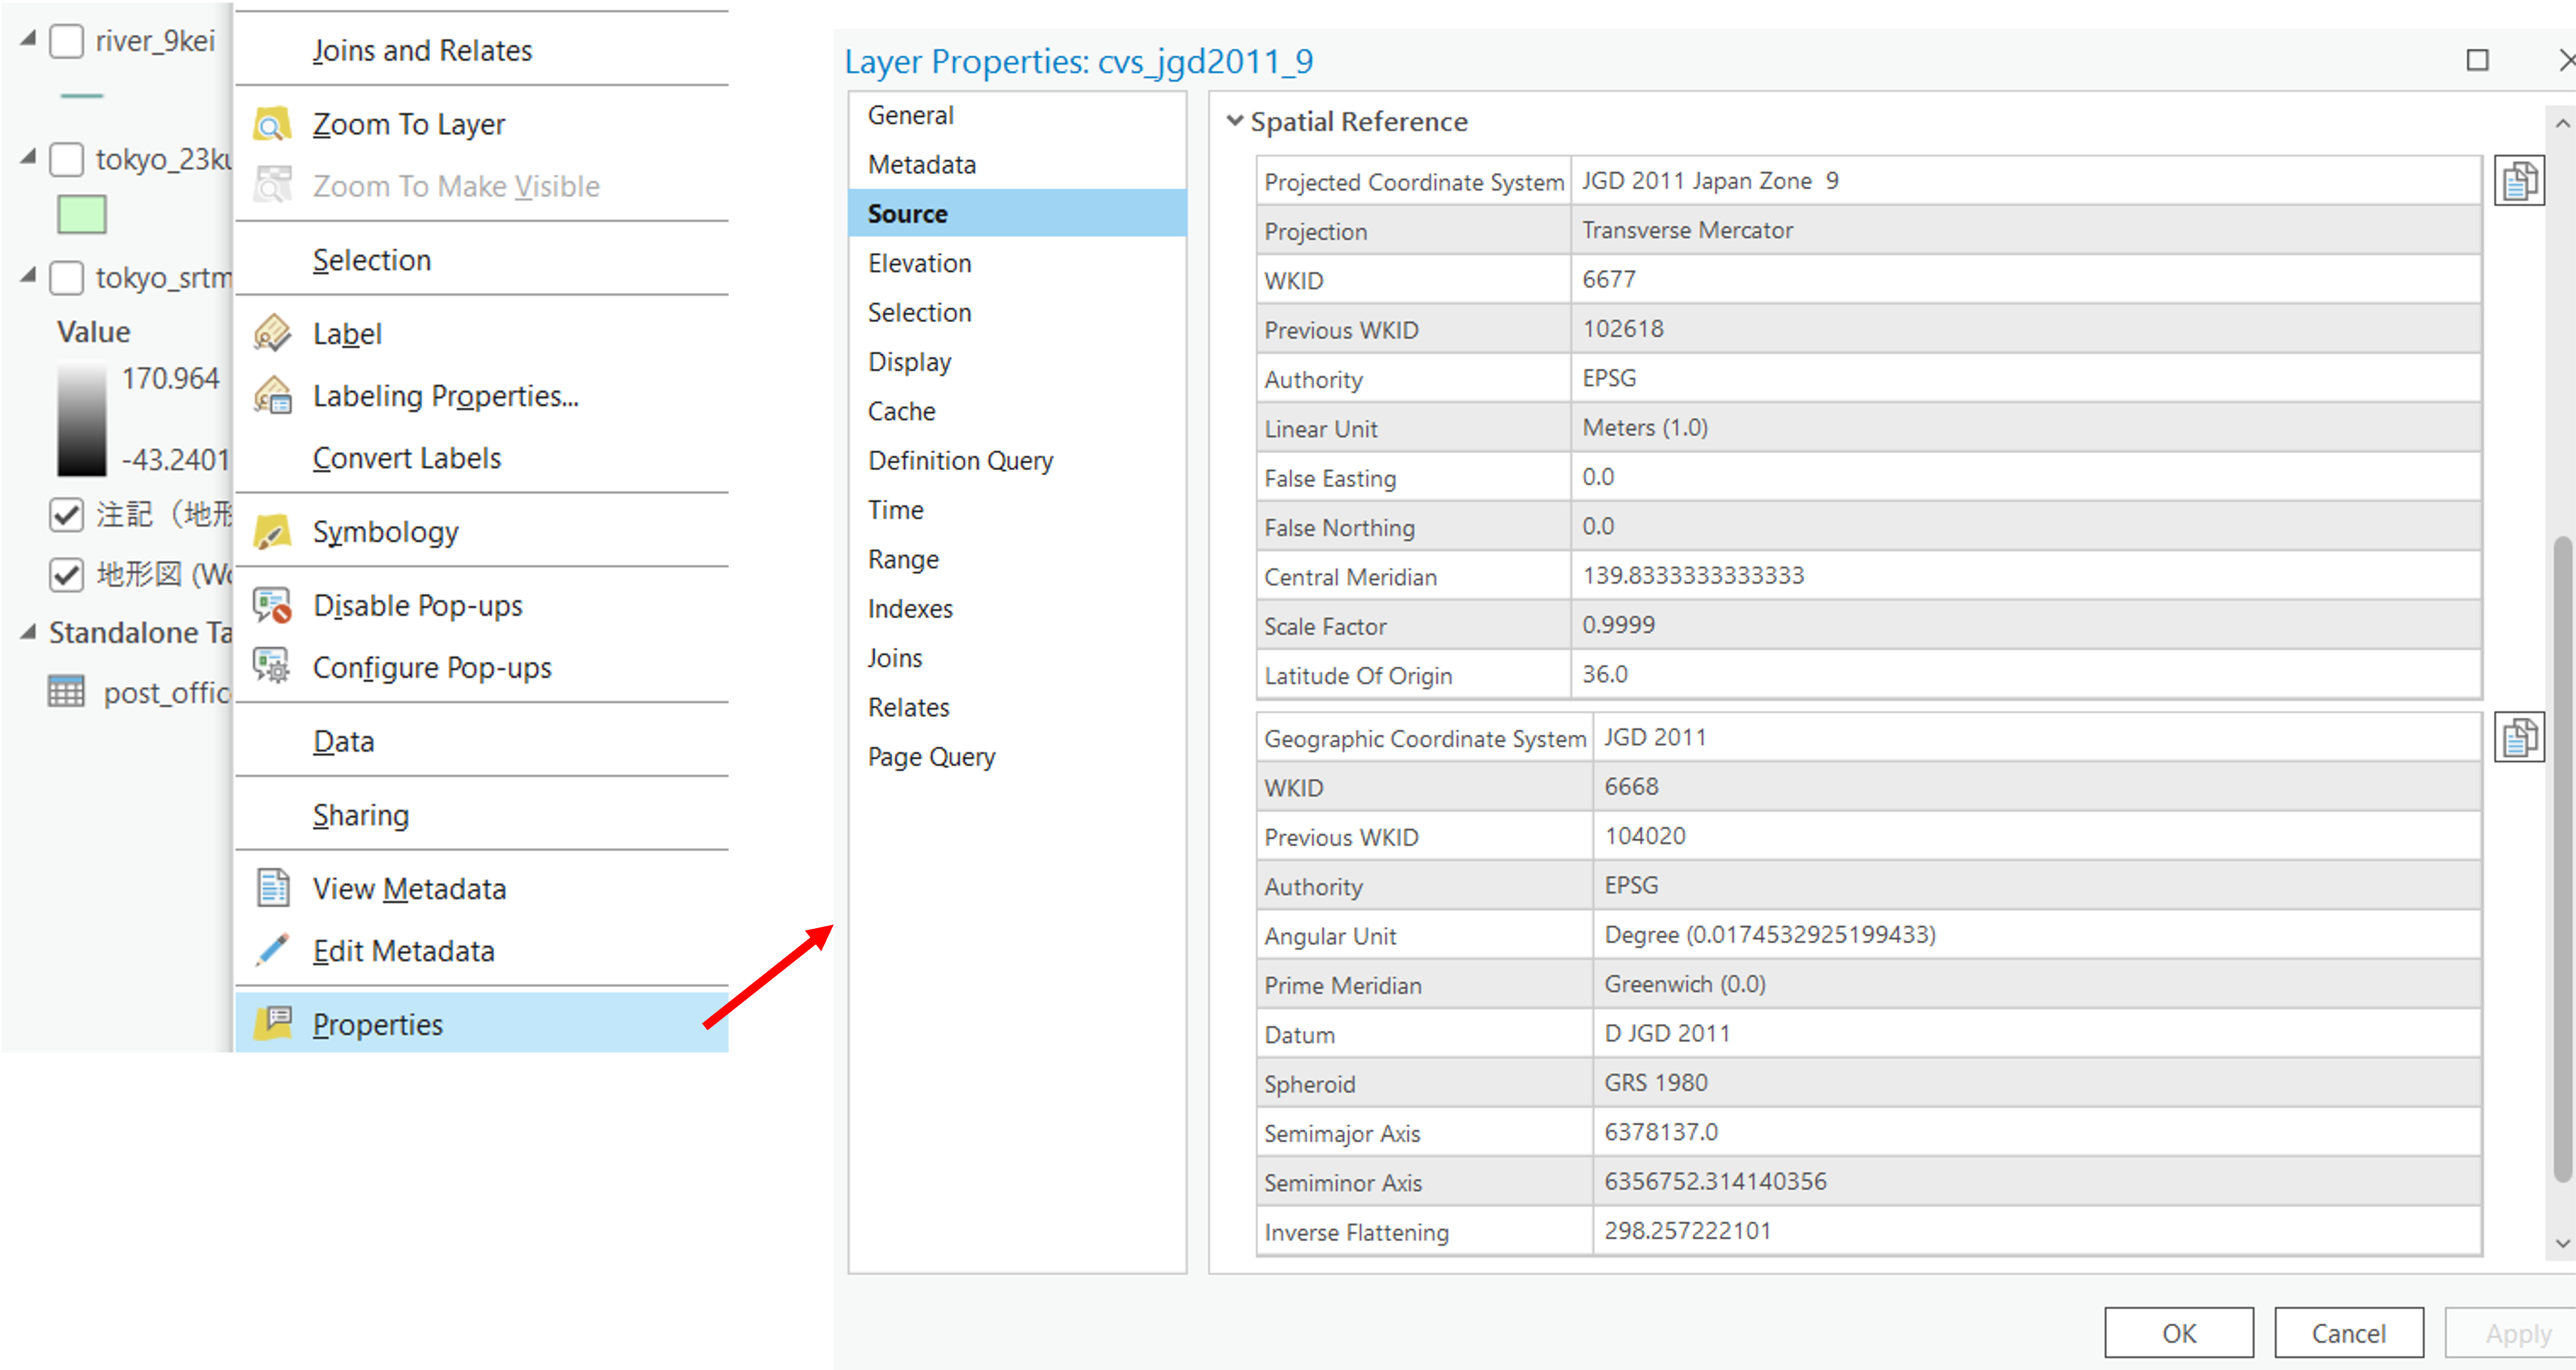 river_9kei
tokyo_23ku
tokyo_srtm
Value
170.964
-43.2401
注記（地形
地形図 (Wo
Standalone Ta
post_offic
Joins and Relates
Zoom To Layer
Zoom To Make Visible
Selection
Label
Labeling Properties...
Convert Labels
Symbology
Disable Pop-ups
Configure Pop-ups
Data
Sharing
View Metadata
Edit Metadata
Properties
Layer Properties: cvs_jgd2011_9
General
Metadata
Source
Elevation
Selection
Display
Cache
Definition Query
Time
Range
Indexes
Joins
Relates
Page Query
Spatial Reference
Projected Coordinate System JGD 2011 Japan Zone  9
Projection Transverse Mercator
WKID 6677
Previous WKID 102618
Authority EPSG
Linear Unit Meters (1.0)
False Easting 0.0
False Northing 0.0
Central Meridian 139.8333333333333
Scale Factor 0.9999
Latitude Of Origin 36.0
Geographic Coordinate System JGD 2011
WKID 6668
Previous WKID 104020
Authority EPSG
Angular Unit Degree (0.0174532925199433)
Prime Meridian Greenwich (0.0)
Datum D JGD 2011
Spheroid GRS 1980
Semimajor Axis 6378137.0
Semiminor Axis 6356752.314140356
Inverse Flattening 298.257222101
OK Cancel Apply